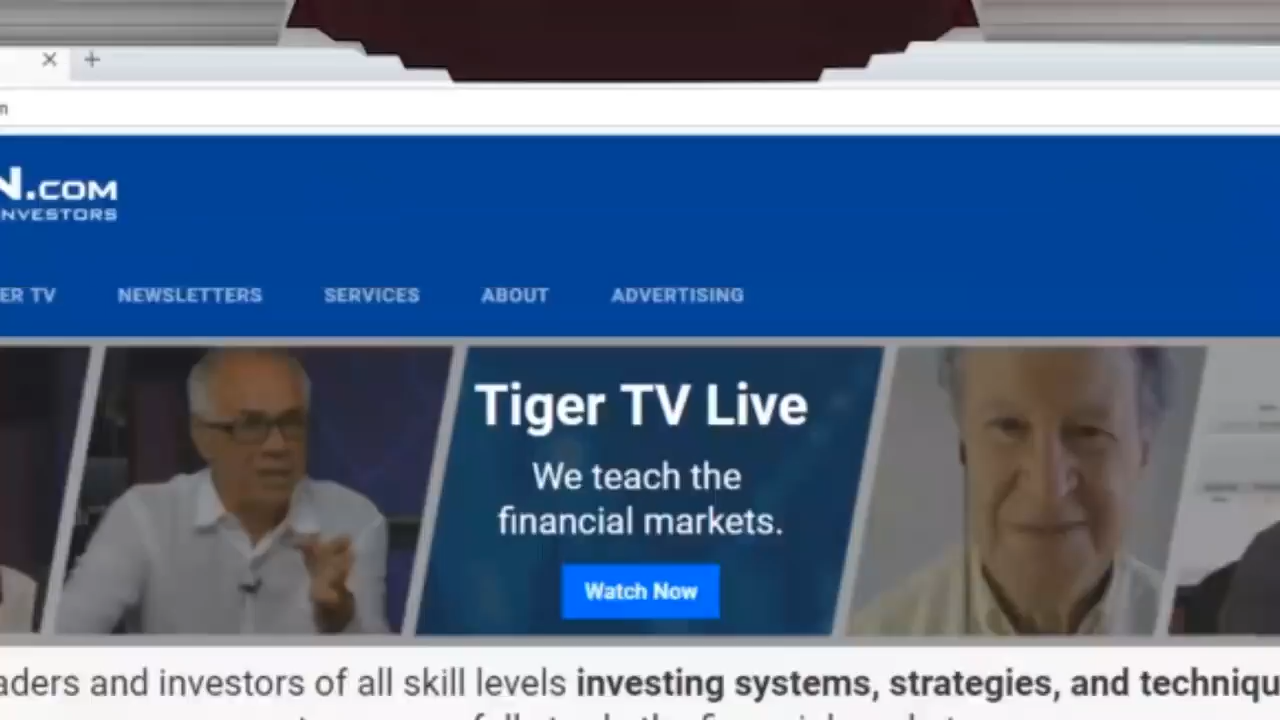 N.COM
INVESTORS
ER TV NEWSLETTERS SERVICES ABOUT ADVERTISING
Tiger TV Live
We teach the
financial markets.
Watch Now
aders and investors of all skill levels investing systems, strategies, and techniqu